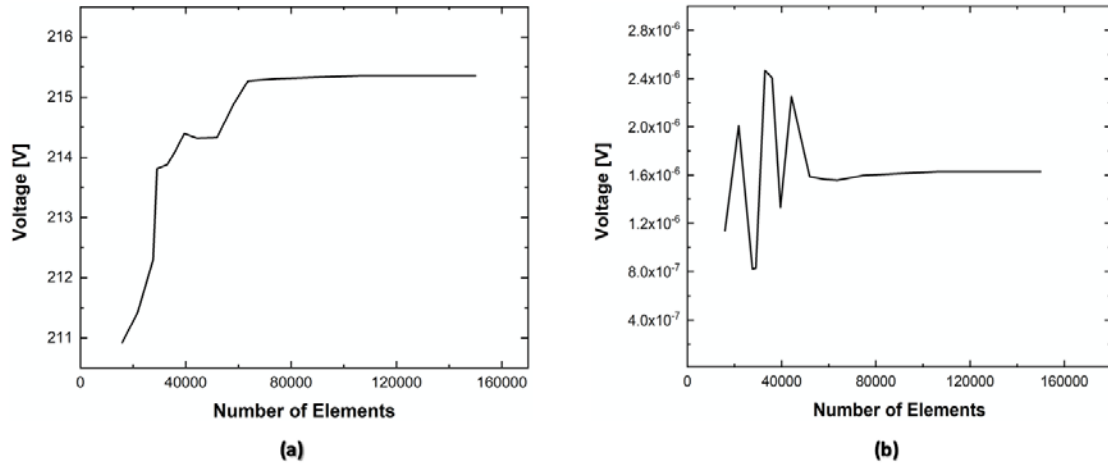 216
215
214
213
212
211
Voltage [V]
0
40000
80000
120000
160000
Number of Elements
(a)
2.8x10⁻⁶
2.4x10⁻⁶
2.0x10⁻⁶
1.6x10⁻⁶
1.2x10⁻⁶
8.0x10⁻⁷
4.0x10⁻⁷
Voltage [V]
0
40000
80000
120000
160000
Number of Elements
(b)